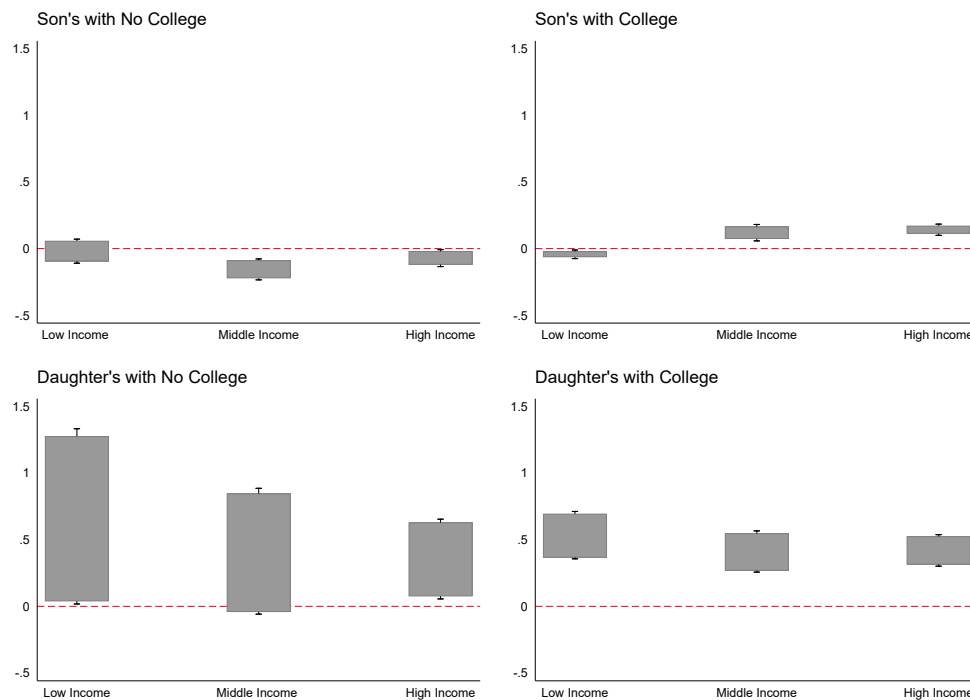 Son's with No College
1.5
1
.5
0
-.5
Low Income Middle Income High Income
Son's with College
1.5
1
.5
0
-.5
Low Income Middle Income High Income
Daughter's with No College
1.5
1
.5
0
-.5
Low Income Middle Income High Income
Daughter's with College
1.5
1
.5
0
-.5
Low Income Middle Income High Income